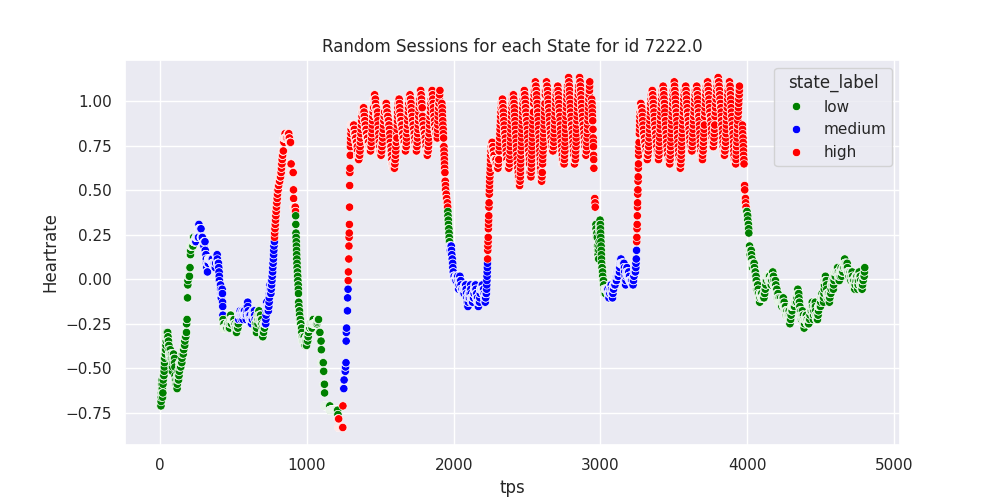 Random Sessions for each State for id 7222.0
state_label
low
medium
high
Heartrate
1.00
0.75
0.50
0.25
0.00
−0.25
−0.50
−0.75
0 1000 2000 3000 4000 5000
tps